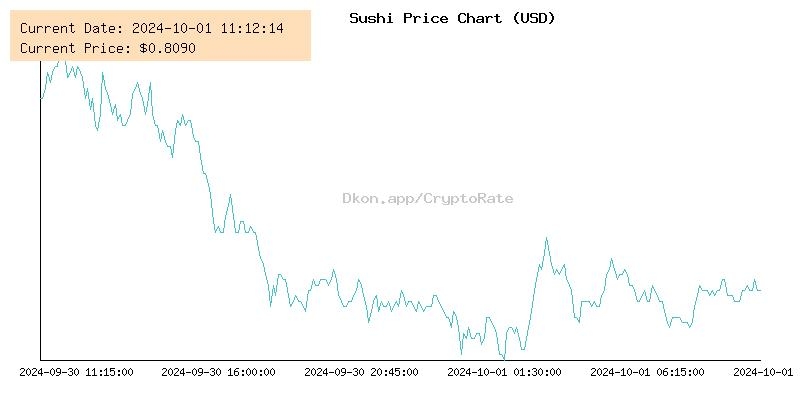 Sushi Price Chart (USD)
Current Date: 2024-10-01 11:12:14
Current Price: $0.8090
Dkon.app/CryptoRate
2024-09-30 11:15:00 2024-09-30 16:00:00 2024-09-30 20:45:00 2024-10-01 01:30:00 2024-10-01 06:15:00 2024-10-01